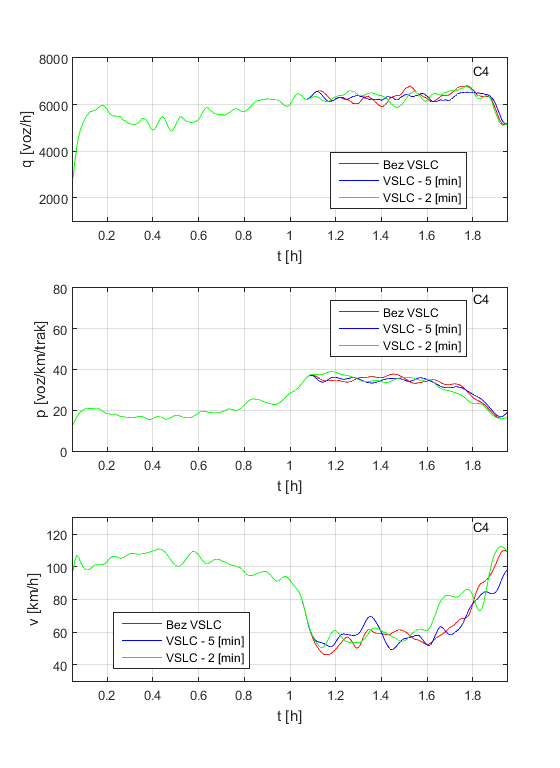 8000
6000
4000
2000
q [voz/h]
C4
Bez VSLC
VSLC - 5 [min]
VSLC - 2 [min]
0.2 0.4 0.6 0.8 1 1.2 1.4 1.6 1.8
t [h]
80
60
40
20
0
p [voz/km/trak]
C4
Bez VSLC
VSLC - 5 [min]
VSLC - 2 [min]
0.2 0.4 0.6 0.8 1 1.2 1.4 1.6 1.8
t [h]
120
100
80
60
40
v [km/h]
C4
Bez VSLC
VSLC - 5 [min]
VSLC - 2 [min]
0.2 0.4 0.6 0.8 1 1.2 1.4 1.6 1.8
t [h]